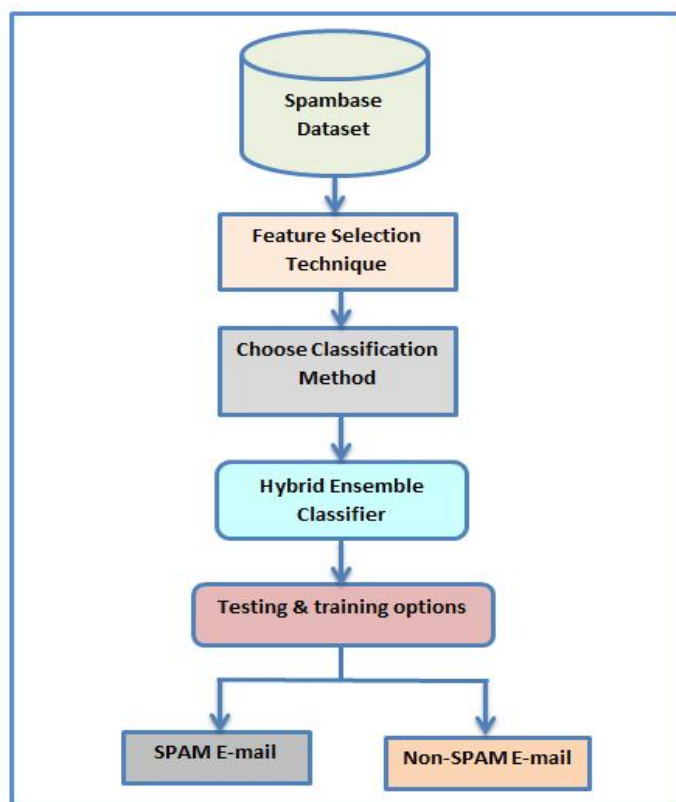 Spambase
Dataset
Feature Selection
Technique
Choose Classification
Method
Hybrid Ensemble
Classifier
Testing & training options
SPAM E-mail
Non-SPAM E-mail